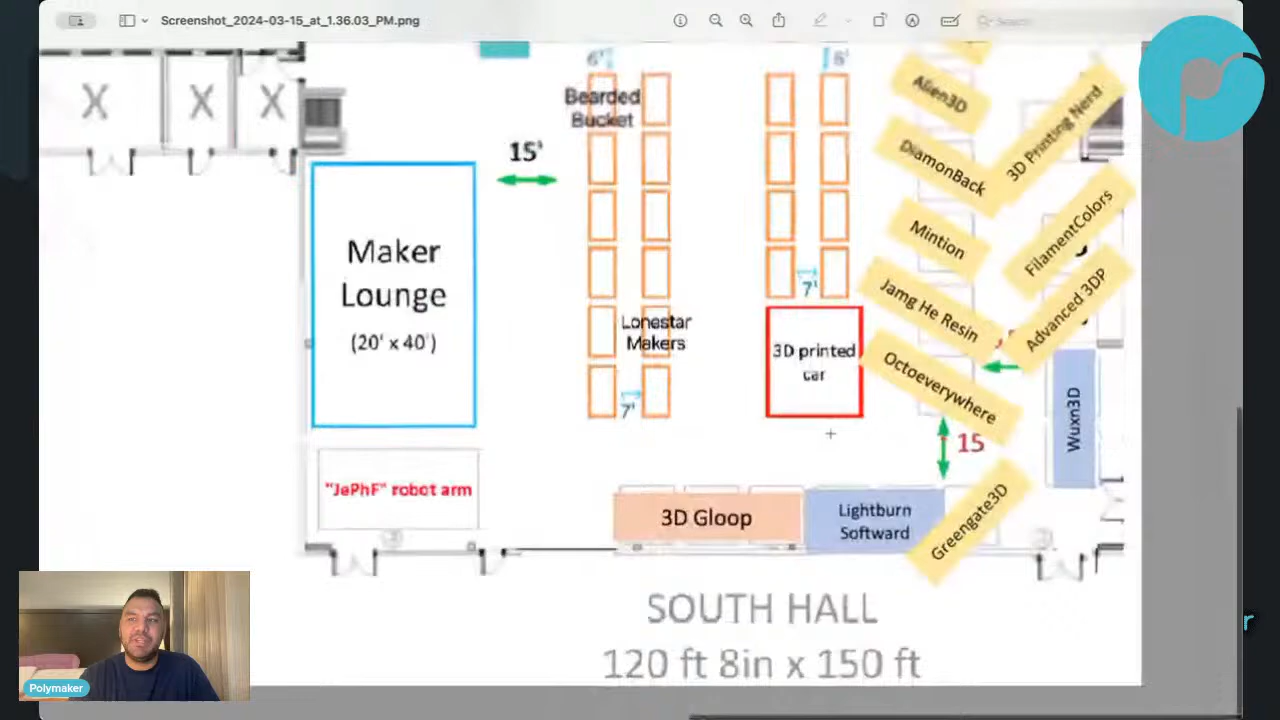 Screenshot_2024-03-15_at_1.36.03_PM.png
Search
6'
8'
Bearded
Bucket
15'
Alien3D
3D Printing Nerd
DiamonBack
X
X
X
Maker
Lounge
(20' x 40')
Mintion
FilamentColors
7'
Jamg He Resin
Advanced 3DP
Lonestar
Makers
3D printed
car
Octoeverywhere
7'
Wuxn3D
15
"JePhF" robot arm
3D Gloop
Lightburn
Softward
Greengate3D
SOUTH HALL
120 ft 8in x 150 ft
Polymaker
r